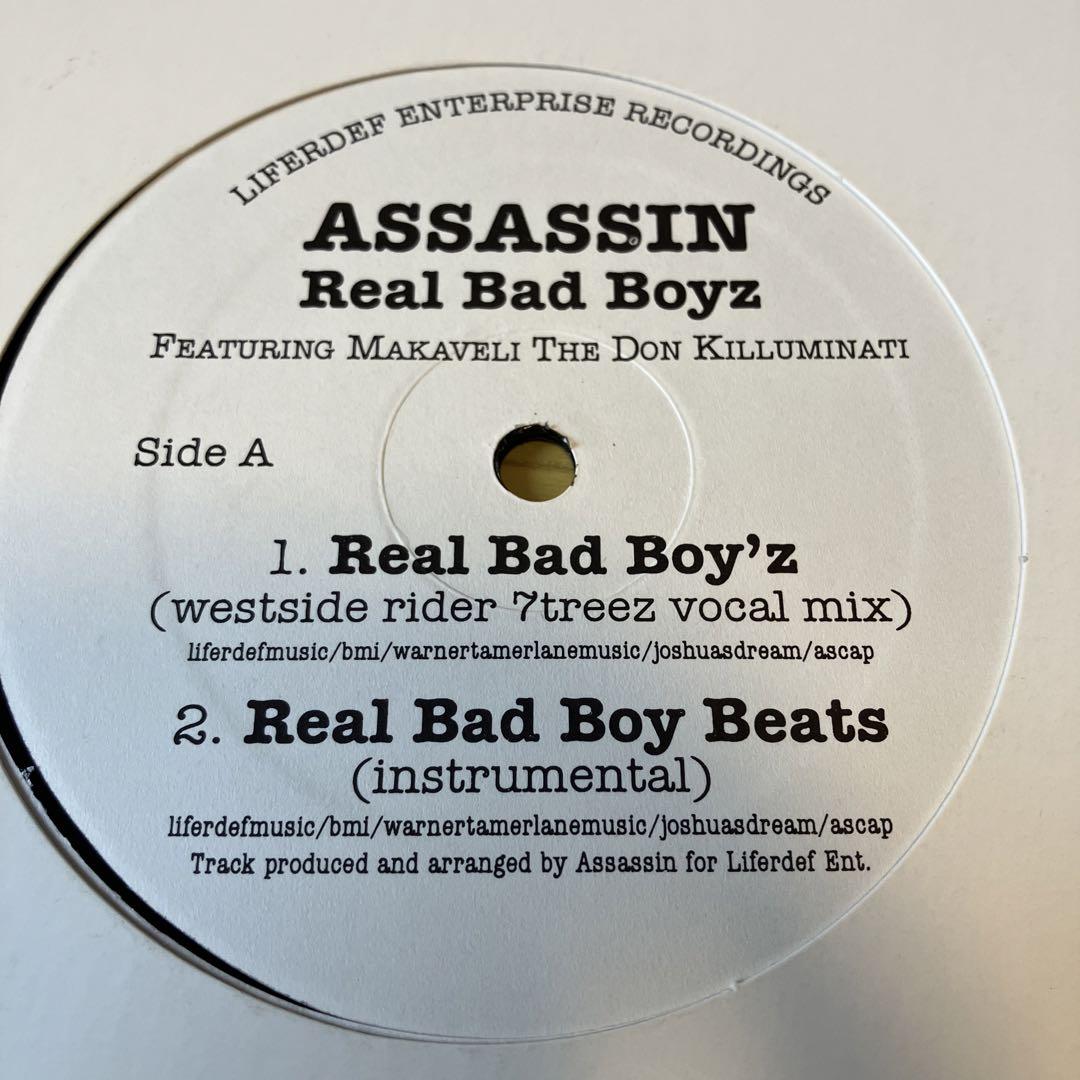 LIFERDEF ENTERPRISE RECORDINGS
ASSASSIN
Real Bad Boyz
FEATURING MAKAVELI THE DON KILLUMINATI
Side A
1. Real Bad Boy'z
(westside rider 7treez vocal mix)
liferdefmusic/bmi/warnertamerlanemusic/joshuasdream/ascap
2. Real Bad Boy Beats
(instrumental)
liferdefmusic/bmi/warnertamerlanemusic/joshuasdream/ascap
Track produced and arranged by Assassin for Liferdef Ent.